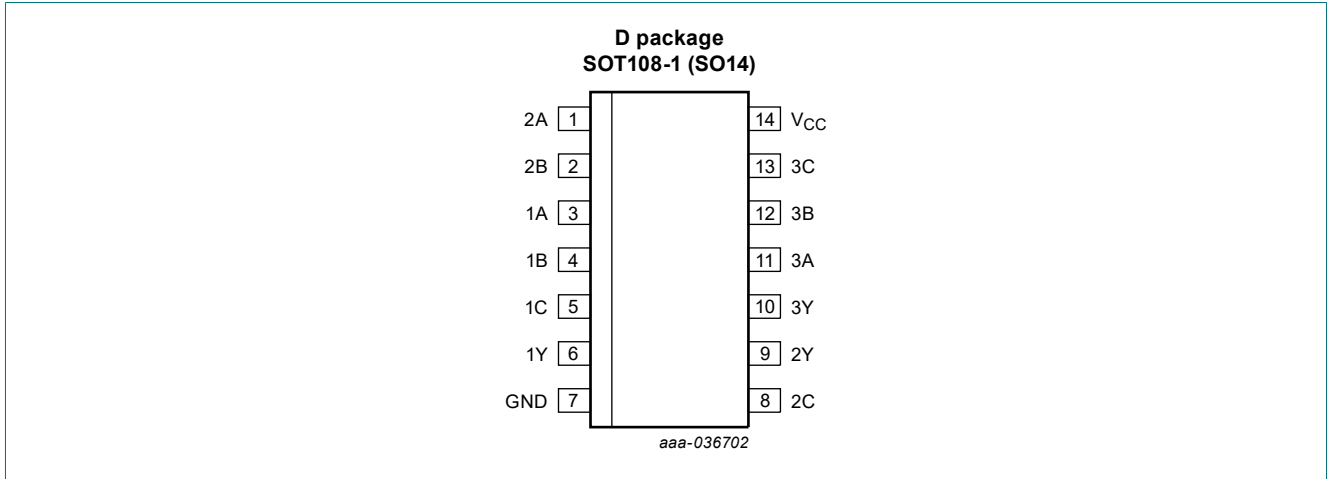 D package
SOT108-1 (SO14)
2A 1 14 VCC
2B 2 13 3C
1A 3 12 3B
1B 4 11 3A
1C 5 10 3Y
1Y 6 9 2Y
GND 7 8 2C
aaa-036702